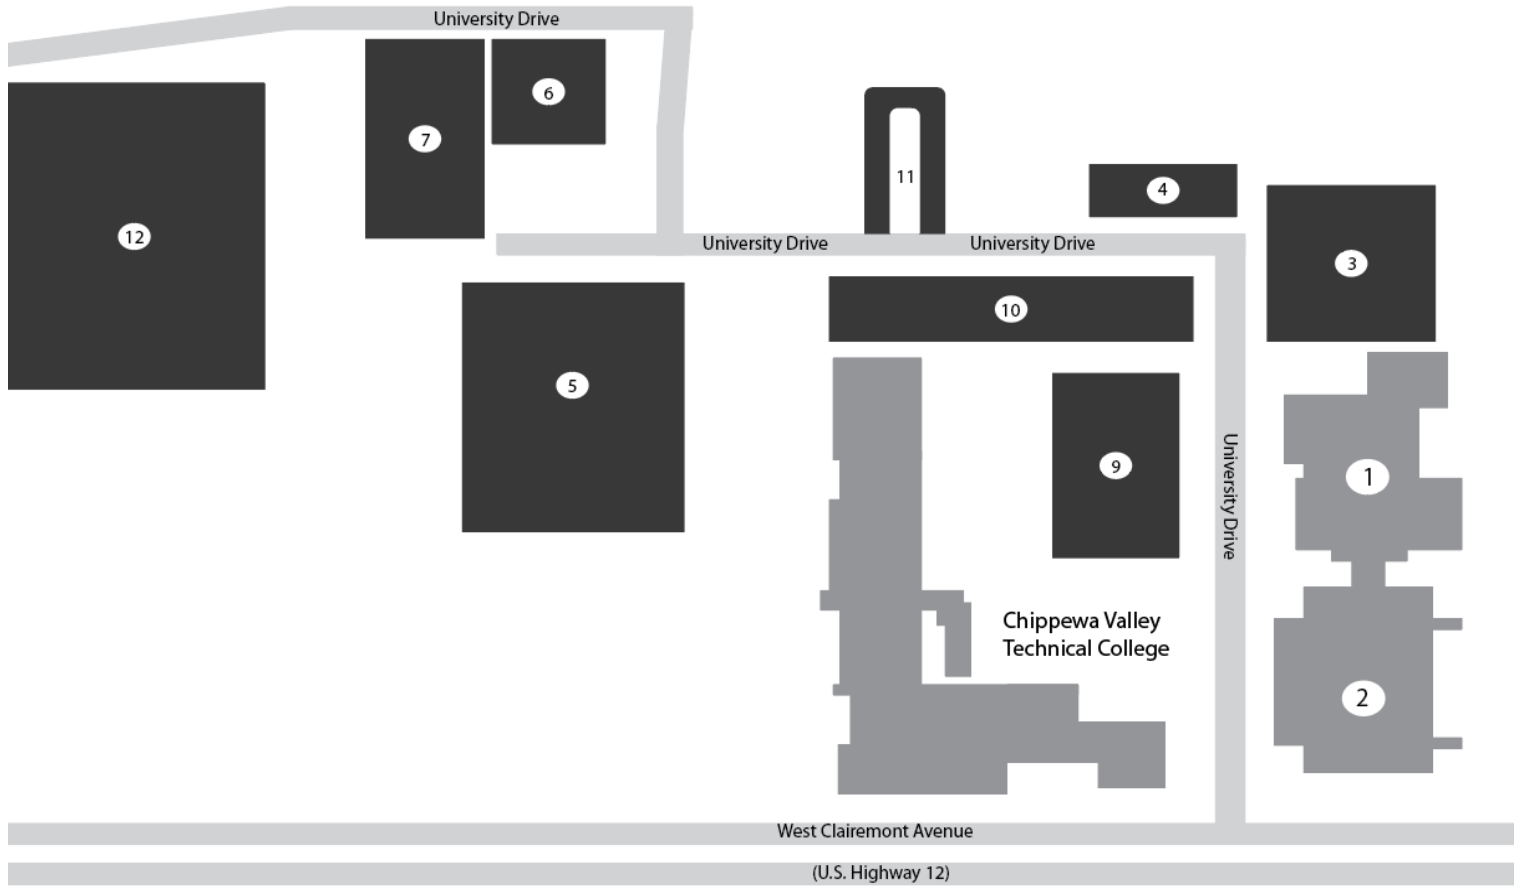 University Drive
6
7
11
4
12
University Drive
University Drive
3
10
5
University Drive
9
1
Chippewa Valley
Technical College
2
West Clairemont Avenue
(U.S. Highway 12)